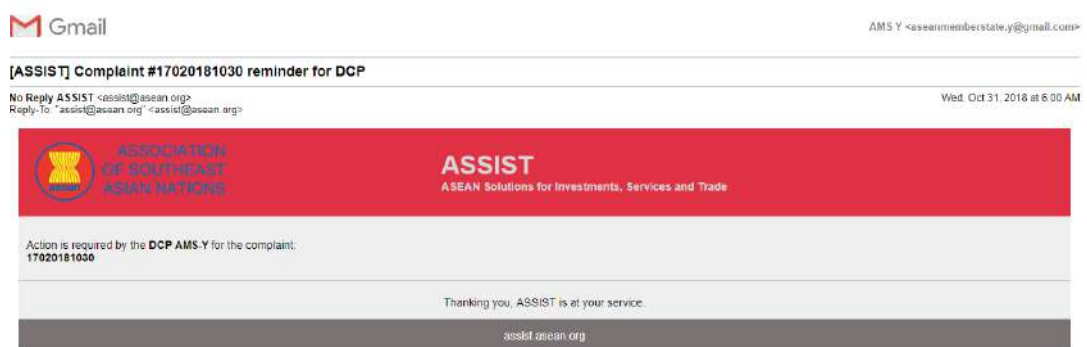 Gmail
AMS Y <aseanmemberstate.y@gmail.com>
[ASSIST] Complaint #17020181030 reminder for DCP
No Reply ASSIST <assist@asean.org>
Wed, Oct 31, 2018 at 6:00 AM
Reply-To: "assist@asean.org" <assist@asean.org>
ASSOCIATION
OF SOUTHEAST
ASIAN NATIONS
asean
ASSIST
ASEAN Solutions for Investments, Services and Trade
Action is required by the DCP AMS-Y for the complaint:
17020181030
Thanking you, ASSIST is at your service.
assist.asean.org